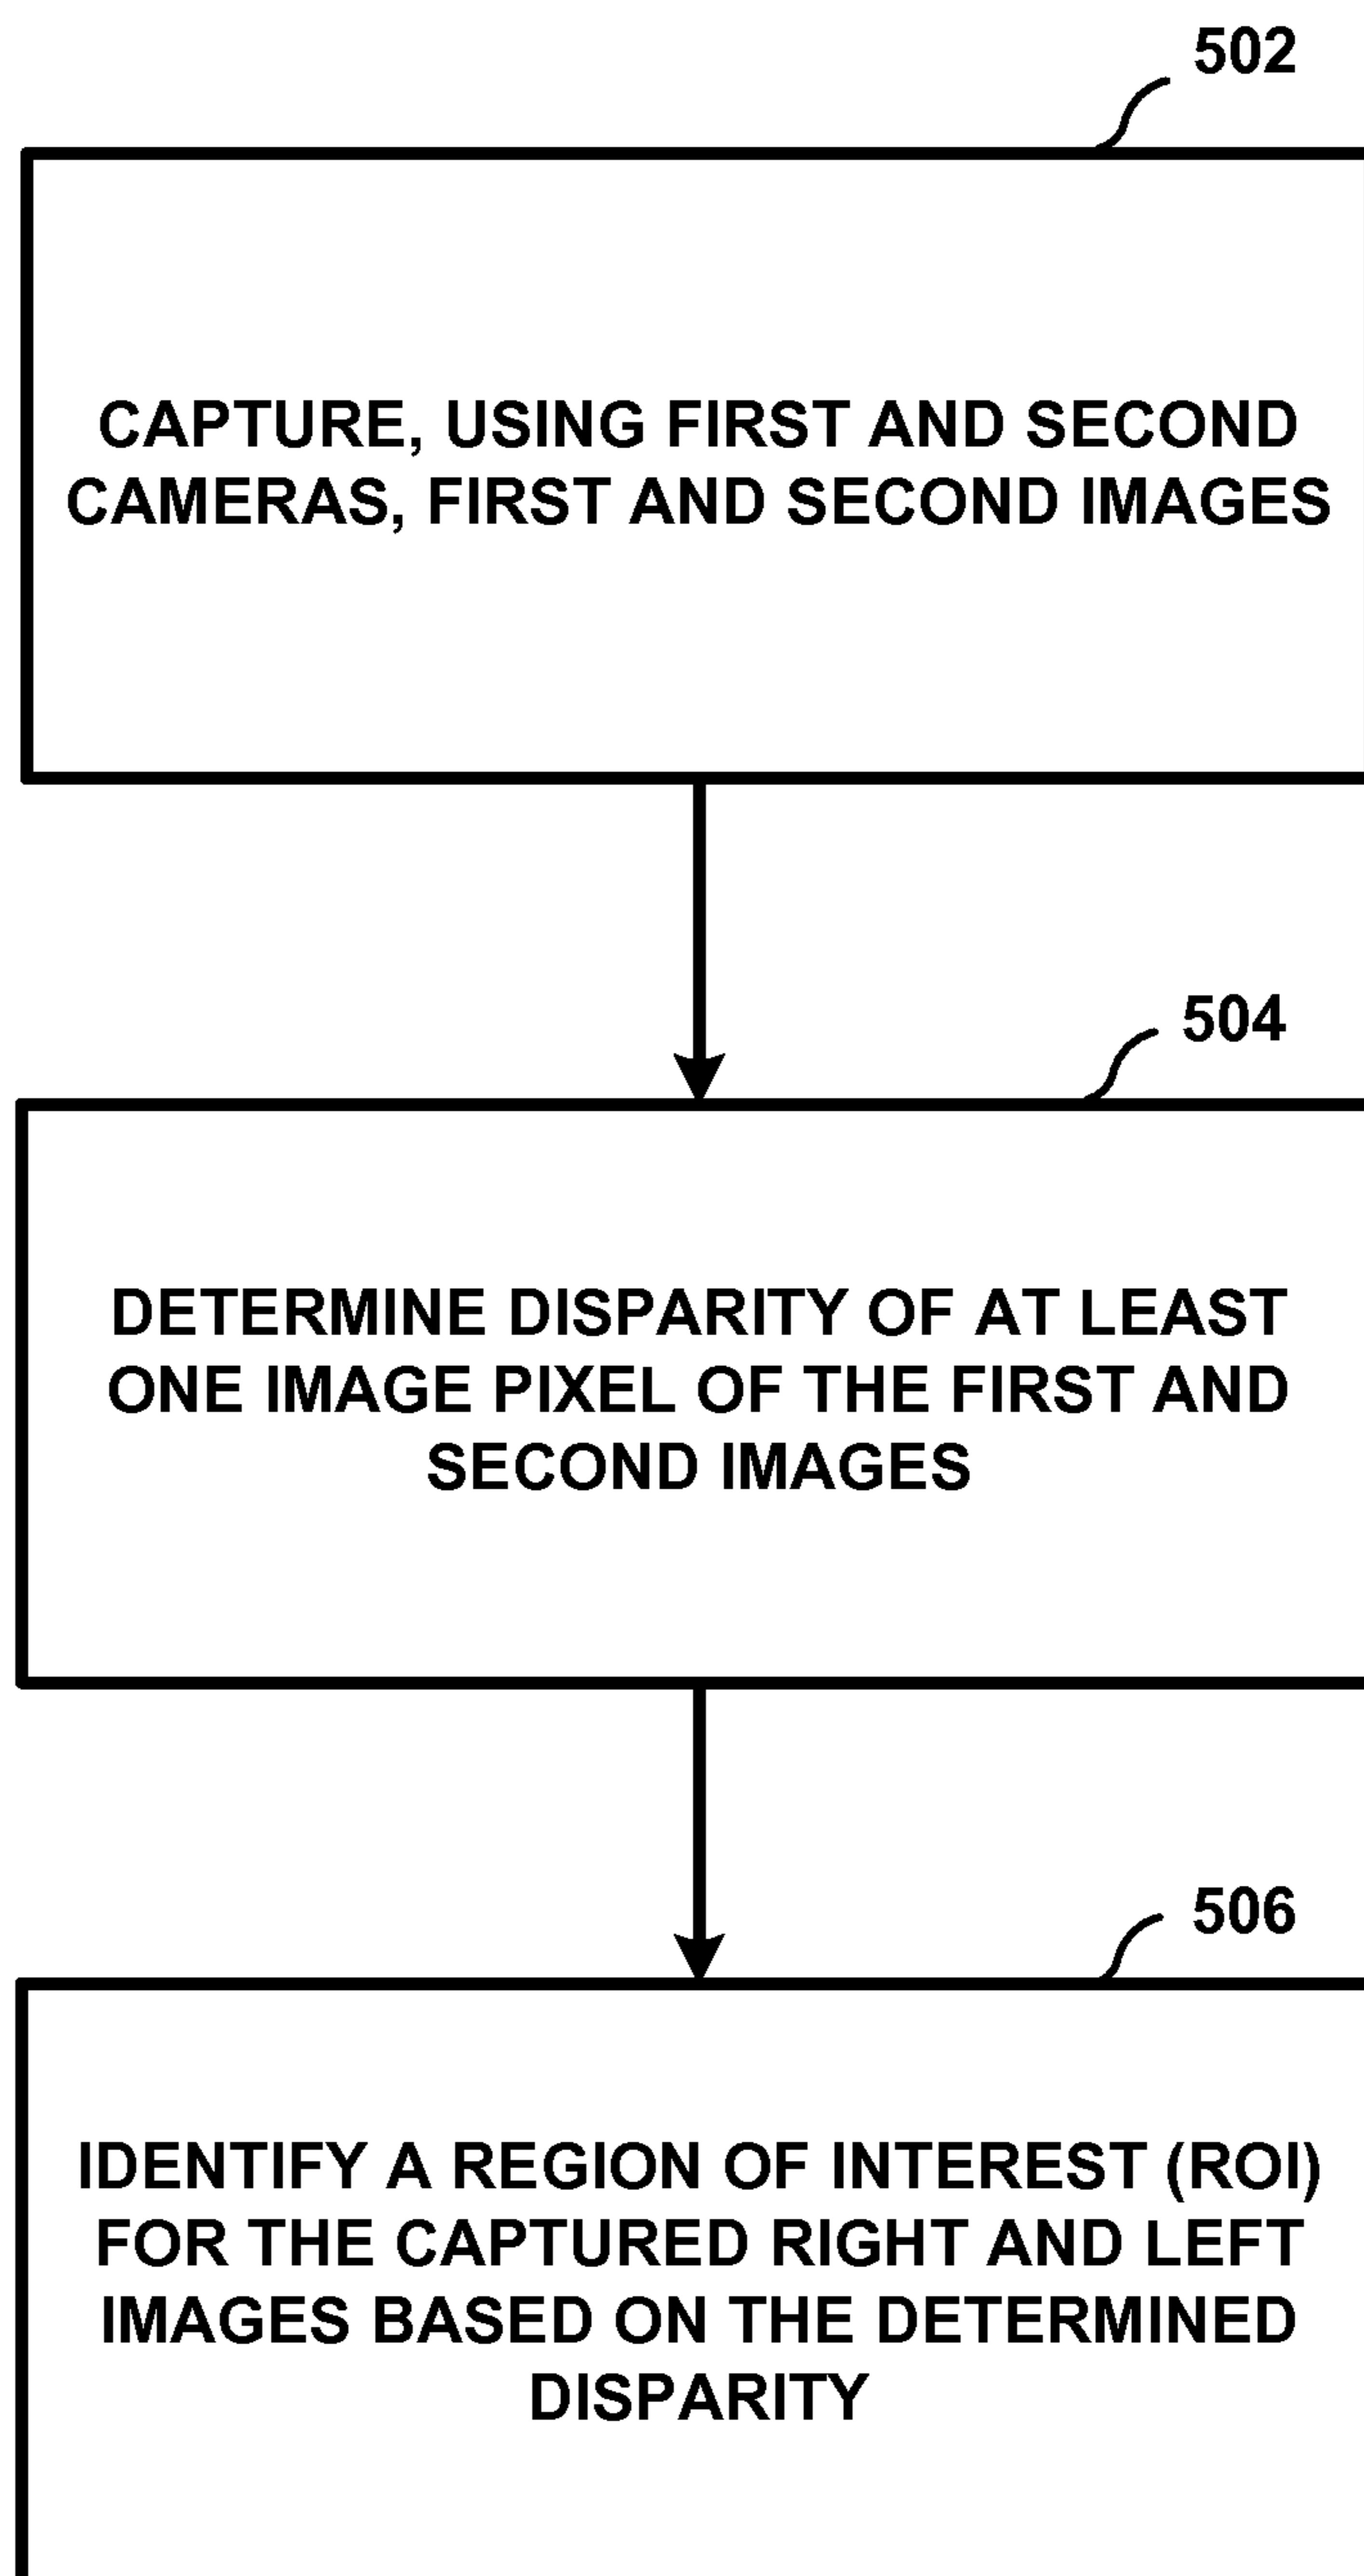 502
CAPTURE, USING FIRST AND SECOND
CAMERAS, FIRST AND SECOND IMAGES
504
DETERMINE DISPARITY OF AT LEAST
ONE IMAGE PIXEL OF THE FIRST AND
SECOND IMAGES
506
IDENTIFY A REGION OF INTEREST (ROI)
FOR THE CAPTURED RIGHT AND LEFT
IMAGES BASED ON THE DETERMINED
DISPARITY